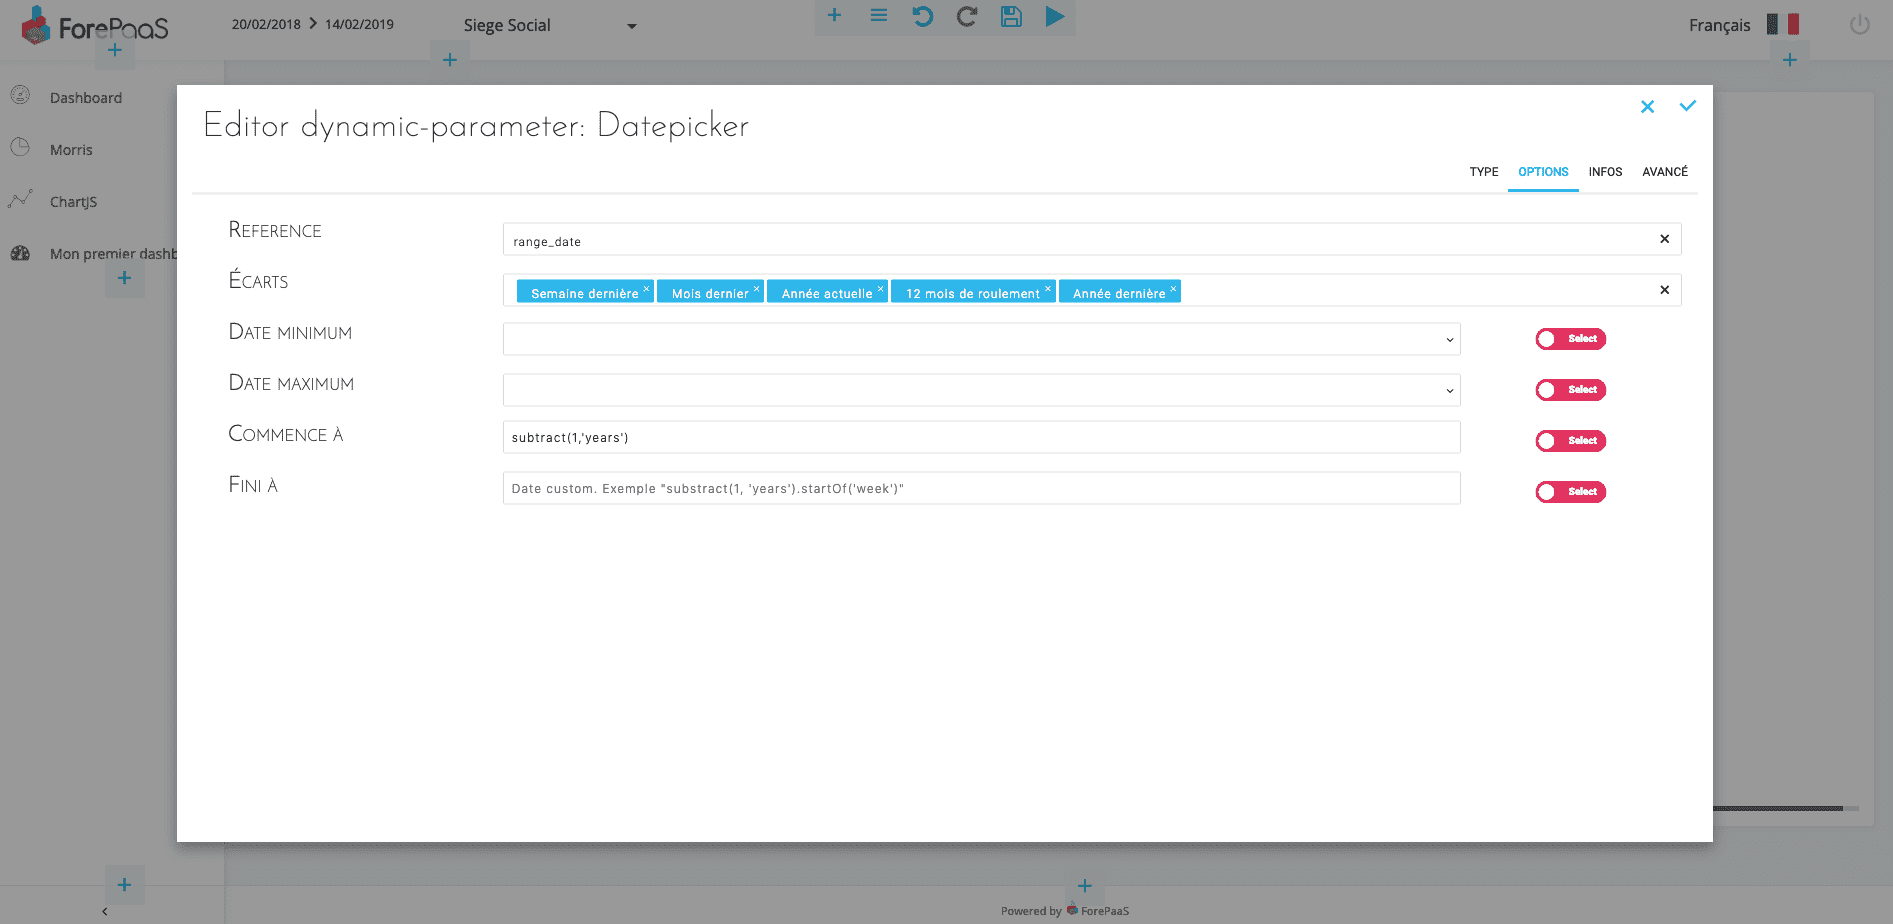 ForePaaS
20/02/2018 > 14/02/2019
Siege Social
Français
Dashboard
Morris
ChartJS
Mon premier dashb
Editor dynamic-parameter: Datepicker
TYPE OPTIONS INFOS AVANCÉ
Reference
range_date
Écarts
Semaine dernière × Mois dernier × Année actuelle × 12 mois de roulement × Année dernière ×
Date minimum
Select
Date maximum
Select
Commence à
subtract(1,'years')
Select
Fini à
Date custom. Exemple "substract(1, 'years').startOf('week')"
Select
Powered by ForePaaS